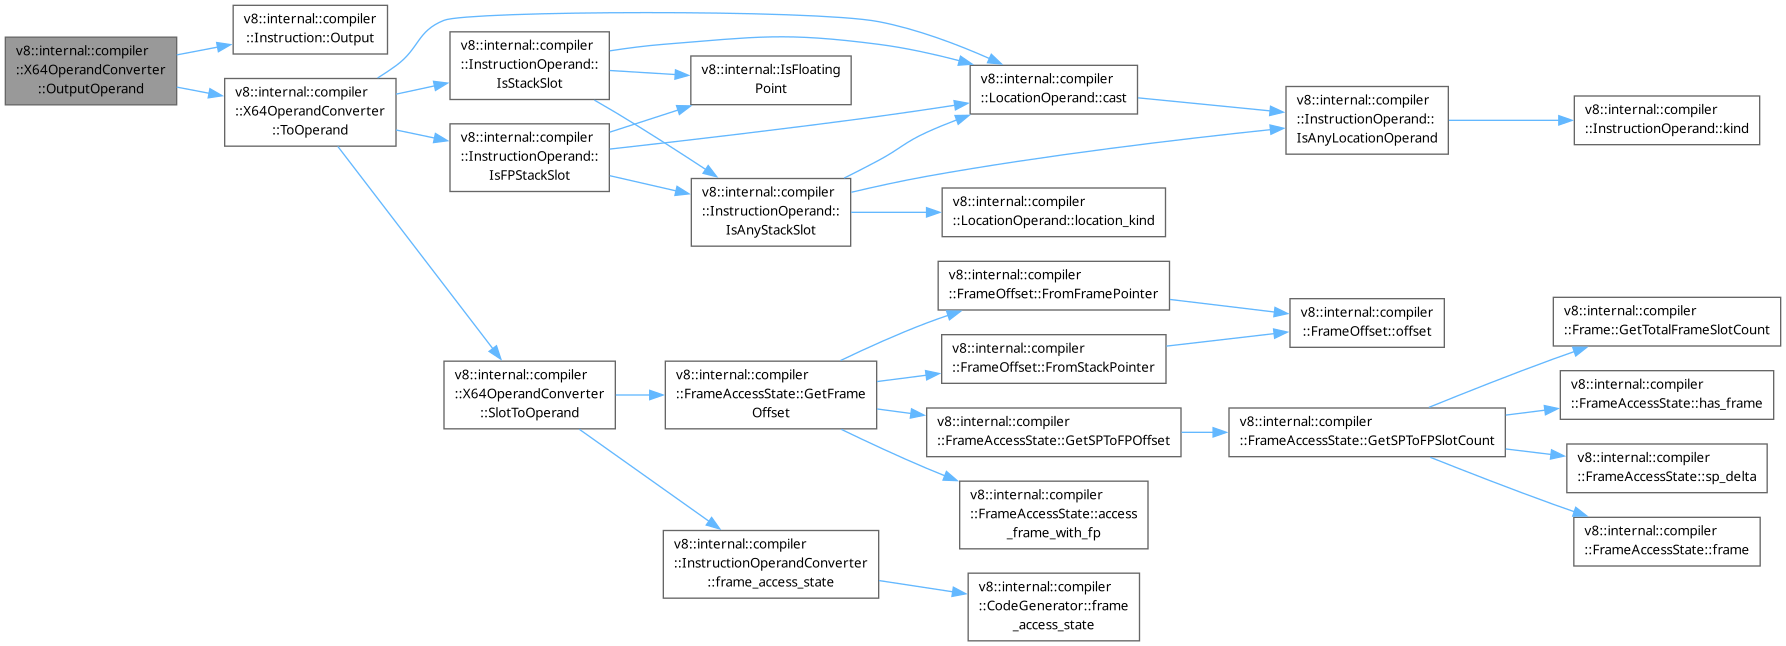 v8::internal::compiler
::X64OperandConverter
::OutputOperand
v8::internal::compiler
::Instruction::Output
v8::internal::compiler
::X64OperandConverter
::ToOperand
v8::internal::compiler
::InstructionOperand::
IsStackSlot
v8::internal::IsFloating
Point
v8::internal::compiler
::InstructionOperand::
IsFPStackSlot
v8::internal::compiler
::InstructionOperand::
IsAnyStackSlot
v8::internal::compiler
::LocationOperand::cast
v8::internal::compiler
::InstructionOperand::
IsAnyLocationOperand
v8::internal::compiler
::InstructionOperand::kind
v8::internal::compiler
::LocationOperand::location_kind
v8::internal::compiler
::X64OperandConverter
::SlotToOperand
v8::internal::compiler
::FrameAccessState::GetFrame
Offset
v8::internal::compiler
::FrameOffset::FromFramePointer
v8::internal::compiler
::FrameOffset::FromStackPointer
v8::internal::compiler
::FrameOffset::offset
v8::internal::compiler
::FrameAccessState::GetSPToFPOffset
v8::internal::compiler
::FrameAccessState::GetSPToFPSlotCount
v8::internal::compiler
::Frame::GetTotalFrameSlotCount
v8::internal::compiler
::FrameAccessState::has_frame
v8::internal::compiler
::FrameAccessState::sp_delta
v8::internal::compiler
::FrameAccessState::frame
v8::internal::compiler
::FrameAccessState::access
_frame_with_fp
v8::internal::compiler
::InstructionOperandConverter
::frame_access_state
v8::internal::compiler
::CodeGenerator::frame
_access_state